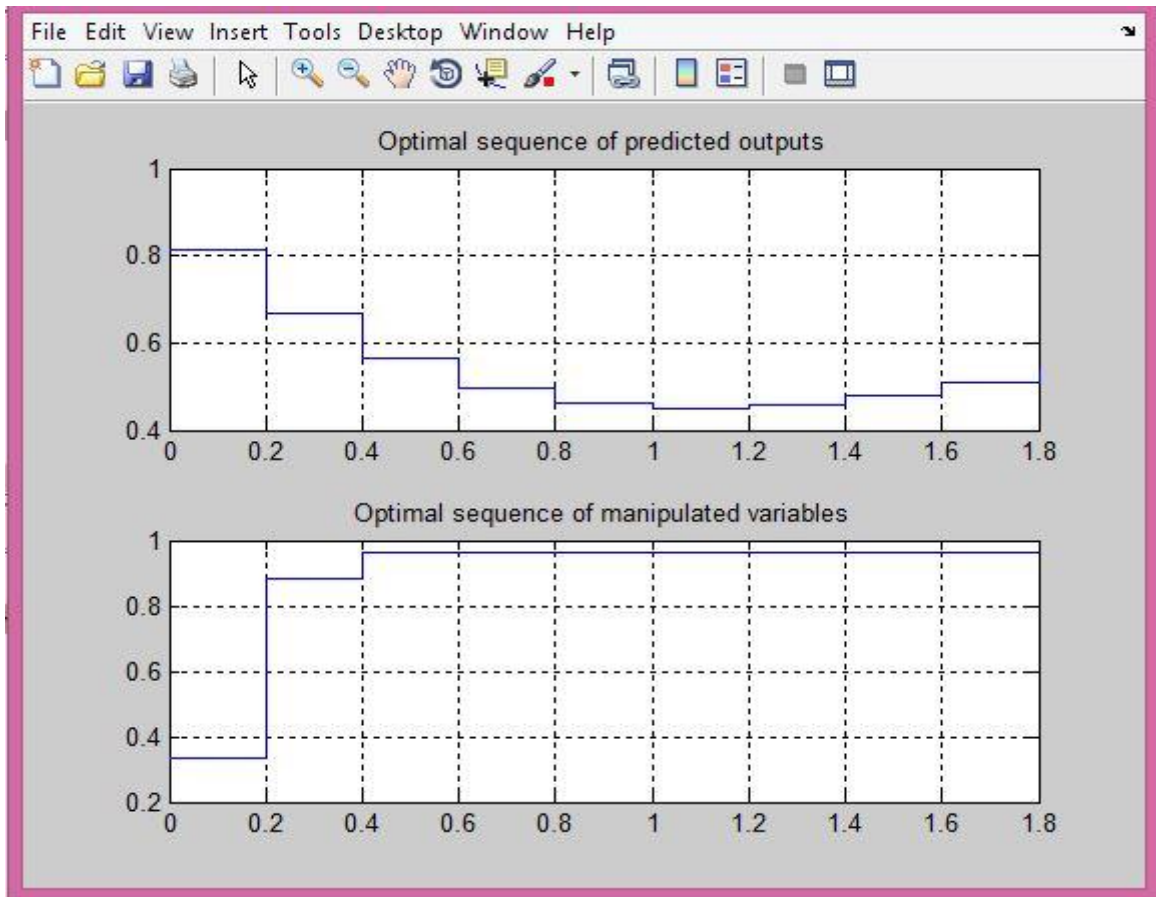 File Edit View Insert Tools Desktop Window Help
Optimal sequence of predicted outputs
1
0.8
0.6
0.4
0 0.2 0.4 0.6 0.8 1 1.2 1.4 1.6 1.8
Optimal sequence of manipulated variables
1
0.8
0.6
0.4
0.2
0 0.2 0.4 0.6 0.8 1 1.2 1.4 1.6 1.8